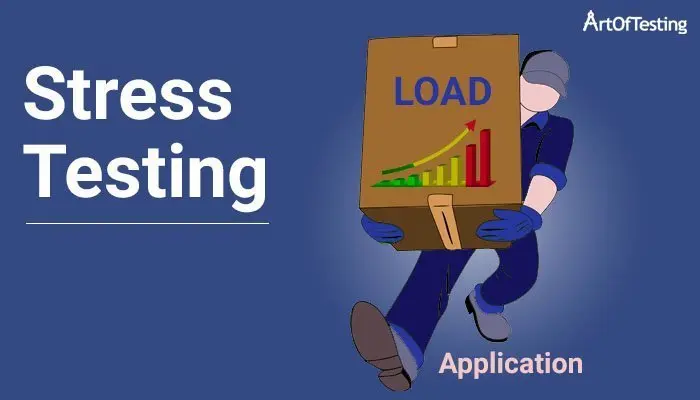 ArtOfTesting
Stress
Testing
LOAD
Application